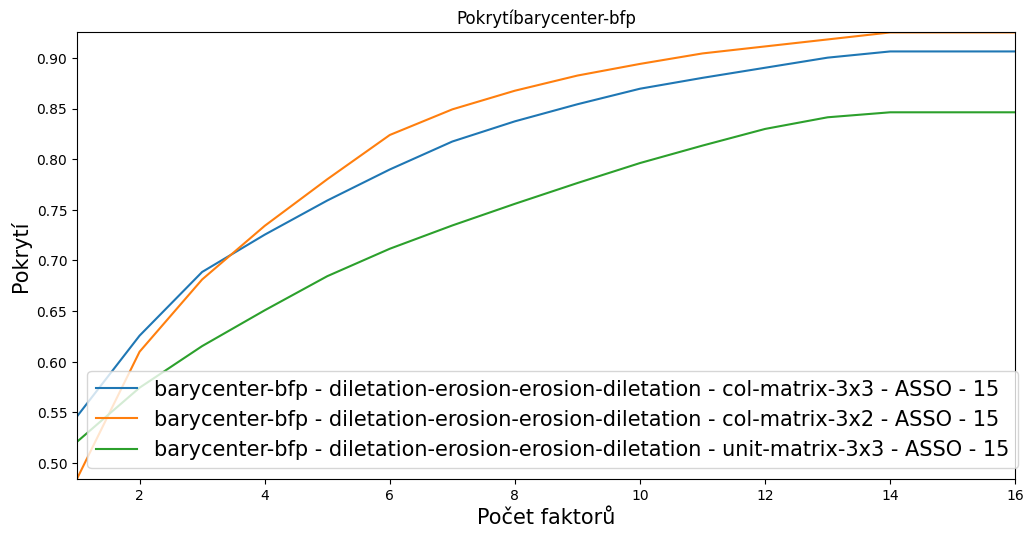 Pokrytíbarycenter-bfp
0.90
0.85
0.80
0.75
0.70
0.65
0.60
0.55
0.50
Pokrytí
barycenter-bfp - diletation-erosion-erosion-diletation - col-matrix-3x3 - ASSO - 15
barycenter-bfp - diletation-erosion-erosion-diletation - col-matrix-3x2 - ASSO - 15
barycenter-bfp - diletation-erosion-erosion-diletation - unit-matrix-3x3 - ASSO - 15
2 4 6 8 10 12 14 16
Počet faktorů